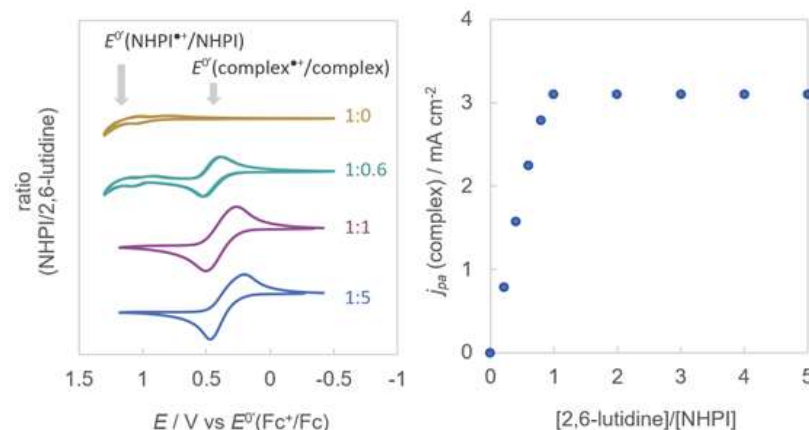 E⁰'(NHPI•⁺/NHPI)
E⁰'(complex•⁺/complex)
1:0
1:0.6
1:1
1:5
ratio
(NHPI/2,6-lutidine)
1.5 1 0.5 0 -0.5 -1
E / V vs E⁰'(Fc⁺/Fc)
4
3
2
1
0
jpa (complex) / mA cm⁻²
0 1 2 3 4 5
[2,6-lutidine]/[NHPI]